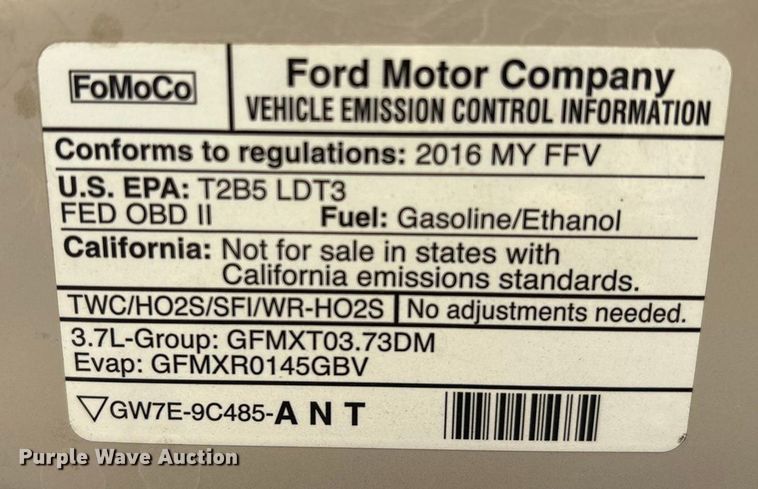 FoMoCo
Ford Motor Company
VEHICLE EMISSION CONTROL INFORMATION
Conforms to regulations: 2016 MY FFV
U.S. EPA: T2B5 LDT3
FED OBD II Fuel: Gasoline/Ethanol
California: Not for sale in states with
California emissions standards.
TWC/HO2S/SFI/WR-HO2S No adjustments needed.
3.7L-Group: GFMXT03.73DM
Evap: GFMXR0145GBV
GW7E-9C485-ANT
Purple Wave Auction